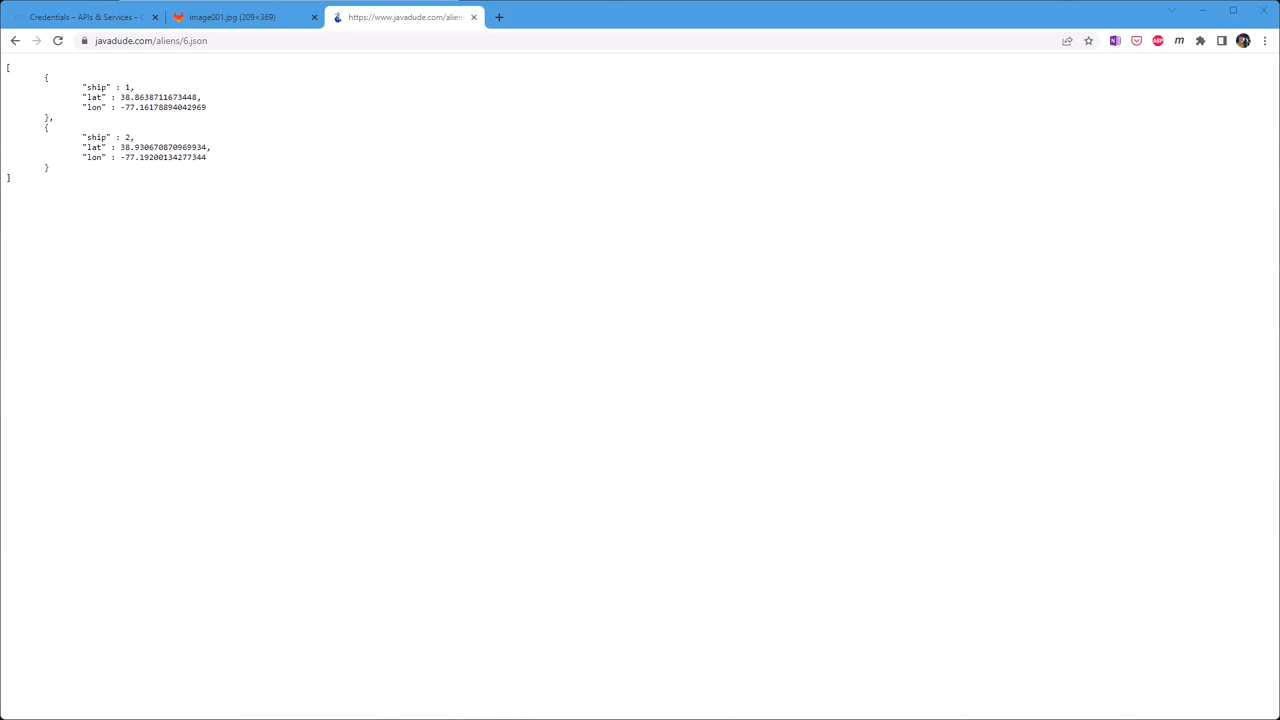 Credentials – APIs & Services – C
image001.jpg (209×369)
https://www.javadude.com/alien
javadude.com/aliens/6.json
ABP
m
[
{
"ship" : 1,
"lat" : 38.8638711673448,
"lon" : -77.16178894042969
},
{
"ship" : 2,
"lat" : 38.930670870969934,
"lon" : -77.19200134277344
}
]